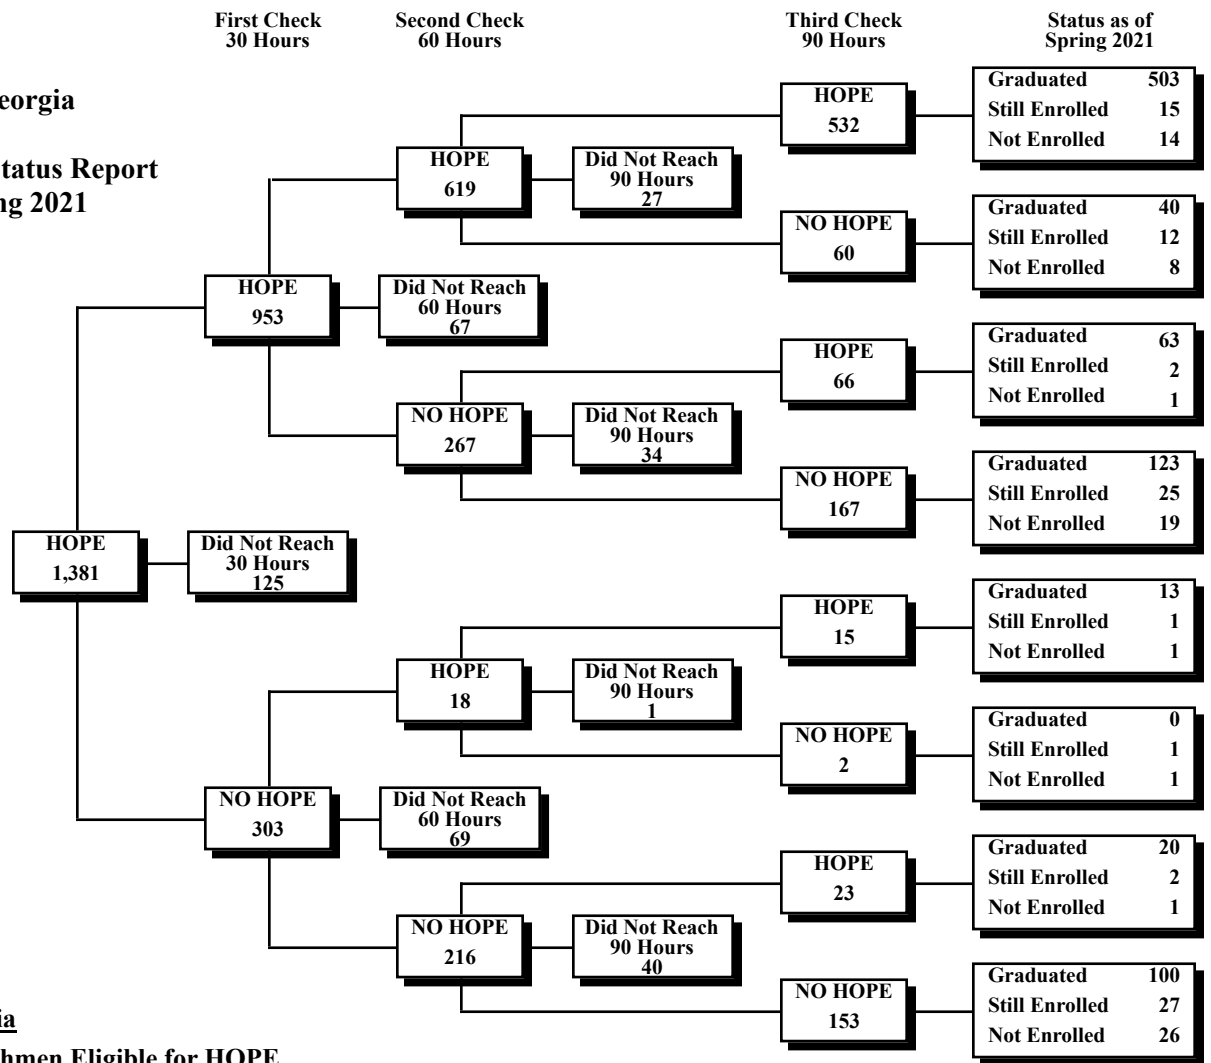 First Check
30 Hours
Second Check
60 Hours
Third Check
90 Hours
Status as of
Spring 2021
Status Report
2021
HOPE
1,381
Did Not Reach
30 Hours
125
HOPE
953
Did Not Reach
60 Hours
67
NO HOPE
303
Did Not Reach
60 Hours
69
HOPE
619
Did Not Reach
90 Hours
27
NO HOPE
267
Did Not Reach
90 Hours
34
HOPE
18
Did Not Reach
90 Hours
1
NO HOPE
216
Did Not Reach
90 Hours
40
HOPE
532
Graduated 503
Still Enrolled 15
Not Enrolled 14
NO HOPE
60
Graduated 40
Still Enrolled 12
Not Enrolled 8
HOPE
66
Graduated 63
Still Enrolled 2
Not Enrolled 1
NO HOPE
167
Graduated 123
Still Enrolled 25
Not Enrolled 19
HOPE
15
Graduated 13
Still Enrolled 1
Not Enrolled 1
NO HOPE
2
Graduated 0
Still Enrolled 1
Not Enrolled 1
HOPE
23
Graduated 20
Still Enrolled 2
Not Enrolled 1
NO HOPE
153
Graduated 100
Still Enrolled 27
Not Enrolled 26
Eligible for HOPE